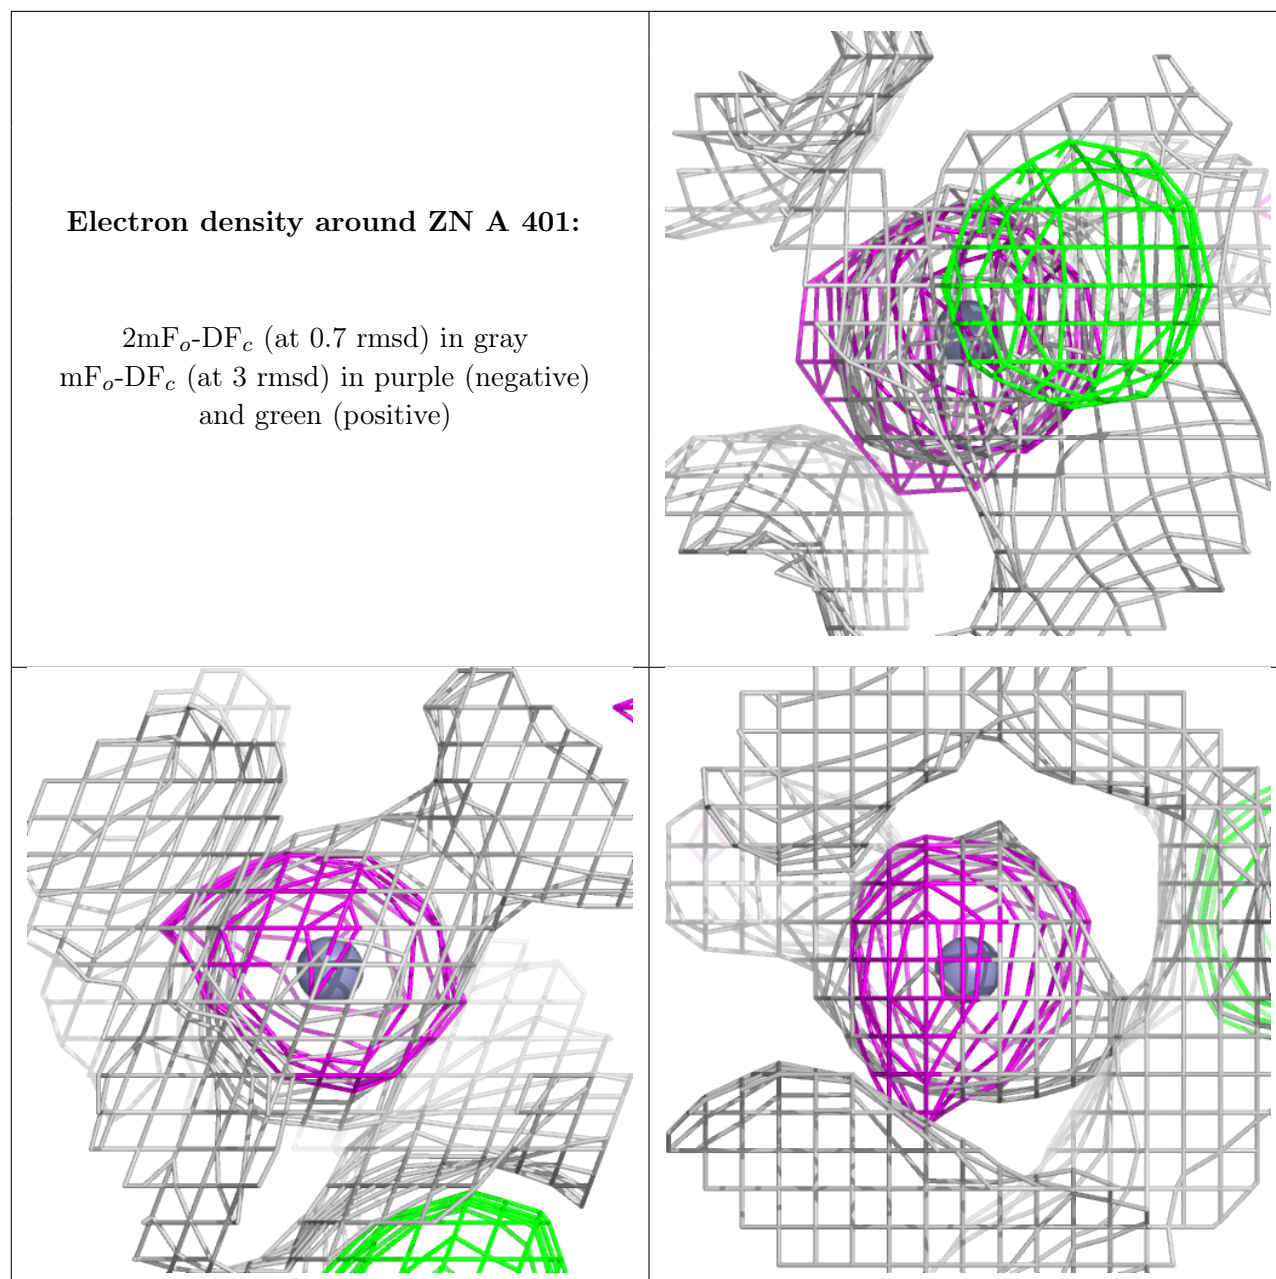 Electron density around ZN A 401:
2mFₒ-DF𝒸 (at 0.7 rmsd) in gray
mFₒ-DF𝒸 (at 3 rmsd) in purple (negative)
and green (positive)